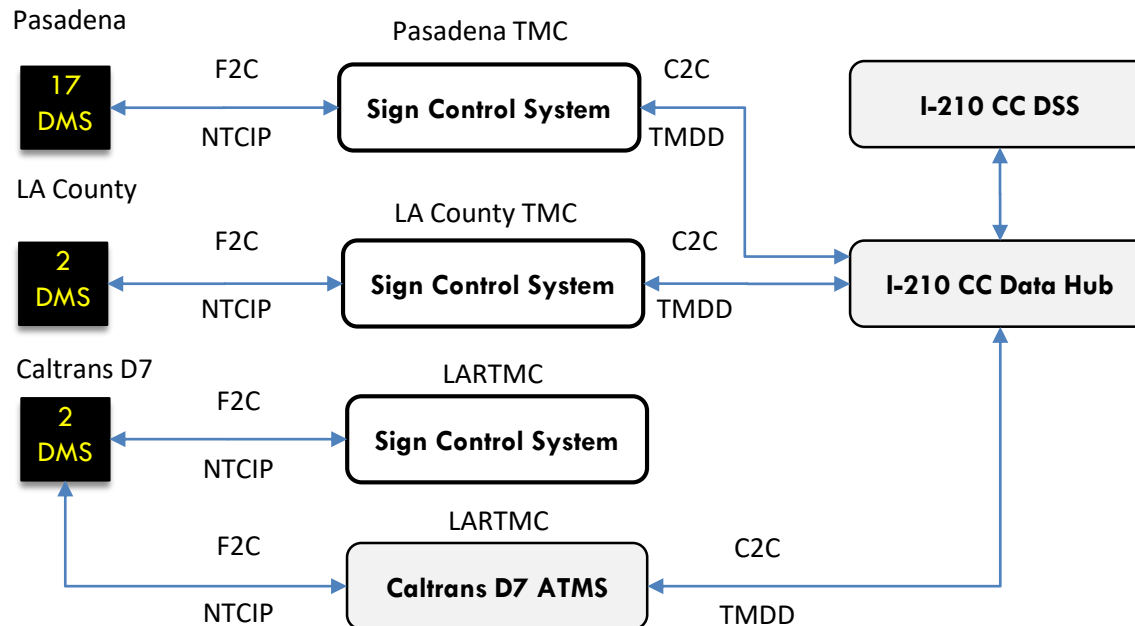 Pasadena
Pasadena TMC
17
DMS
F2C
NTCIP
Sign Control System
C2C
TMDD
I-210 CC DSS
LA County
LA County TMC
2
DMS
F2C
NTCIP
Sign Control System
C2C
TMDD
I-210 CC Data Hub
Caltrans D7
LARTMC
2
DMS
F2C
NTCIP
Sign Control System
LARTMC
F2C
NTCIP
Caltrans D7 ATMS
C2C
TMDD